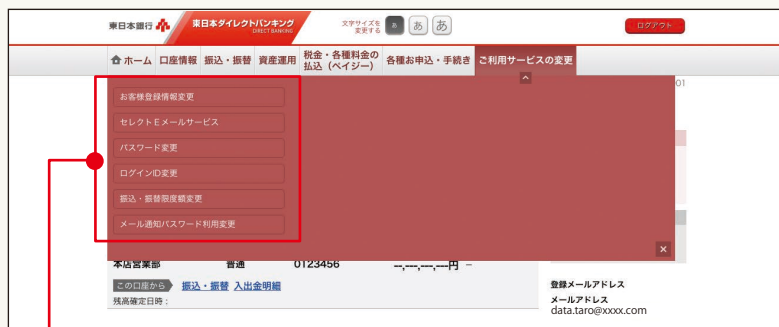 東日本銀行
東日本ダイレクトバンキング
DIRECT BANKING
文字サイズを
変更する
あ あ あ
ログアウト
ホーム 口座情報 振込・振替 資産運用 税金・各種料金の
払込（ペイジー） 各種お申込・手続き ご利用サービスの変更
01
お客様登録情報変更
セレクトEメールサービス
パスワード変更
ログインID変更
振込・振替限度額変更
メール通知パスワード利用変更
本店営業部 普通 0123456 --,---,---,---円 –
この口座から 振込・振替 入出金明細
残高確定日時：
登録メールアドレス
メールアドレス
data.taro@xxxx.com